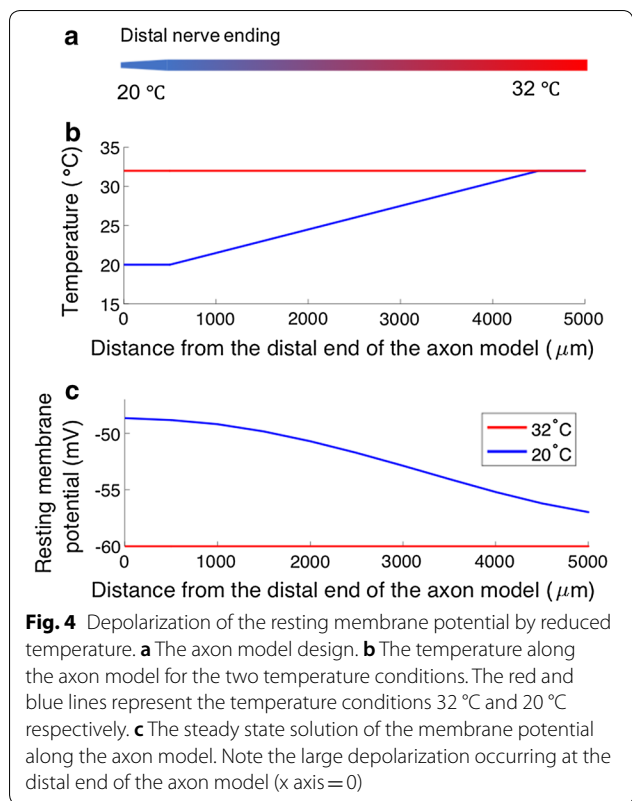 a Distal nerve ending
20 °C 32 °C
b
35
30
25
20
15
Temperature ( °C)
0 1000 2000 3000 4000 5000
Distance from the distal end of the axon model (μm)
c
-50
-55
-60
Resting membrane
potential (mV)
32°C
20°C
0 1000 2000 3000 4000 5000
Distance from the distal end of the axon model (μm)
Fig. 4 Depolarization of the resting membrane potential by reduced
temperature. a The axon model design. b The temperature along
the axon model for the two temperature conditions. The red and
blue lines represent the temperature conditions 32 °C and 20 °C
respectively. c The steady state solution of the membrane potential
along the axon model. Note the large depolarization occurring at the
distal end of the axon model (x axis = 0)